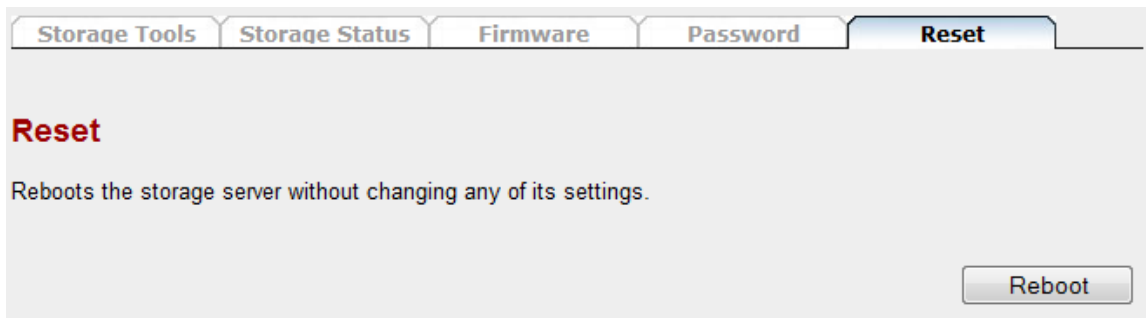 Storage Tools Storage Status Firmware Password Reset
Reset
Reboots the storage server without changing any of its settings.
Reboot